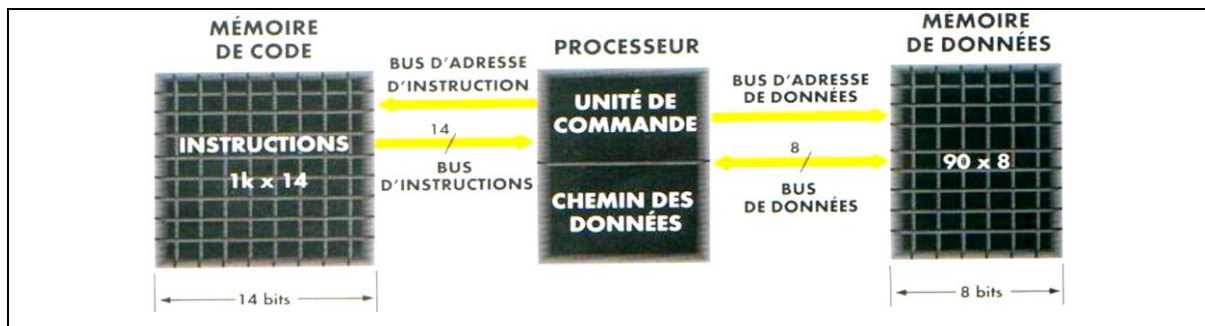 MÉMOIRE
DE CODE
INSTRUCTIONS
1k x 14
14 bits
BUS D'ADRESSE
D'INSTRUCTION
14
BUS
D'INSTRUCTIONS
PROCESSEUR
UNITÉ DE
COMMANDE
CHEMIN DES
DONNÉES
BUS D'ADRESSE
DE DONNÉES
8
BUS
DE DONNÉES
MÉMOIRE
DE DONNÉES
90 x 8
8 bits